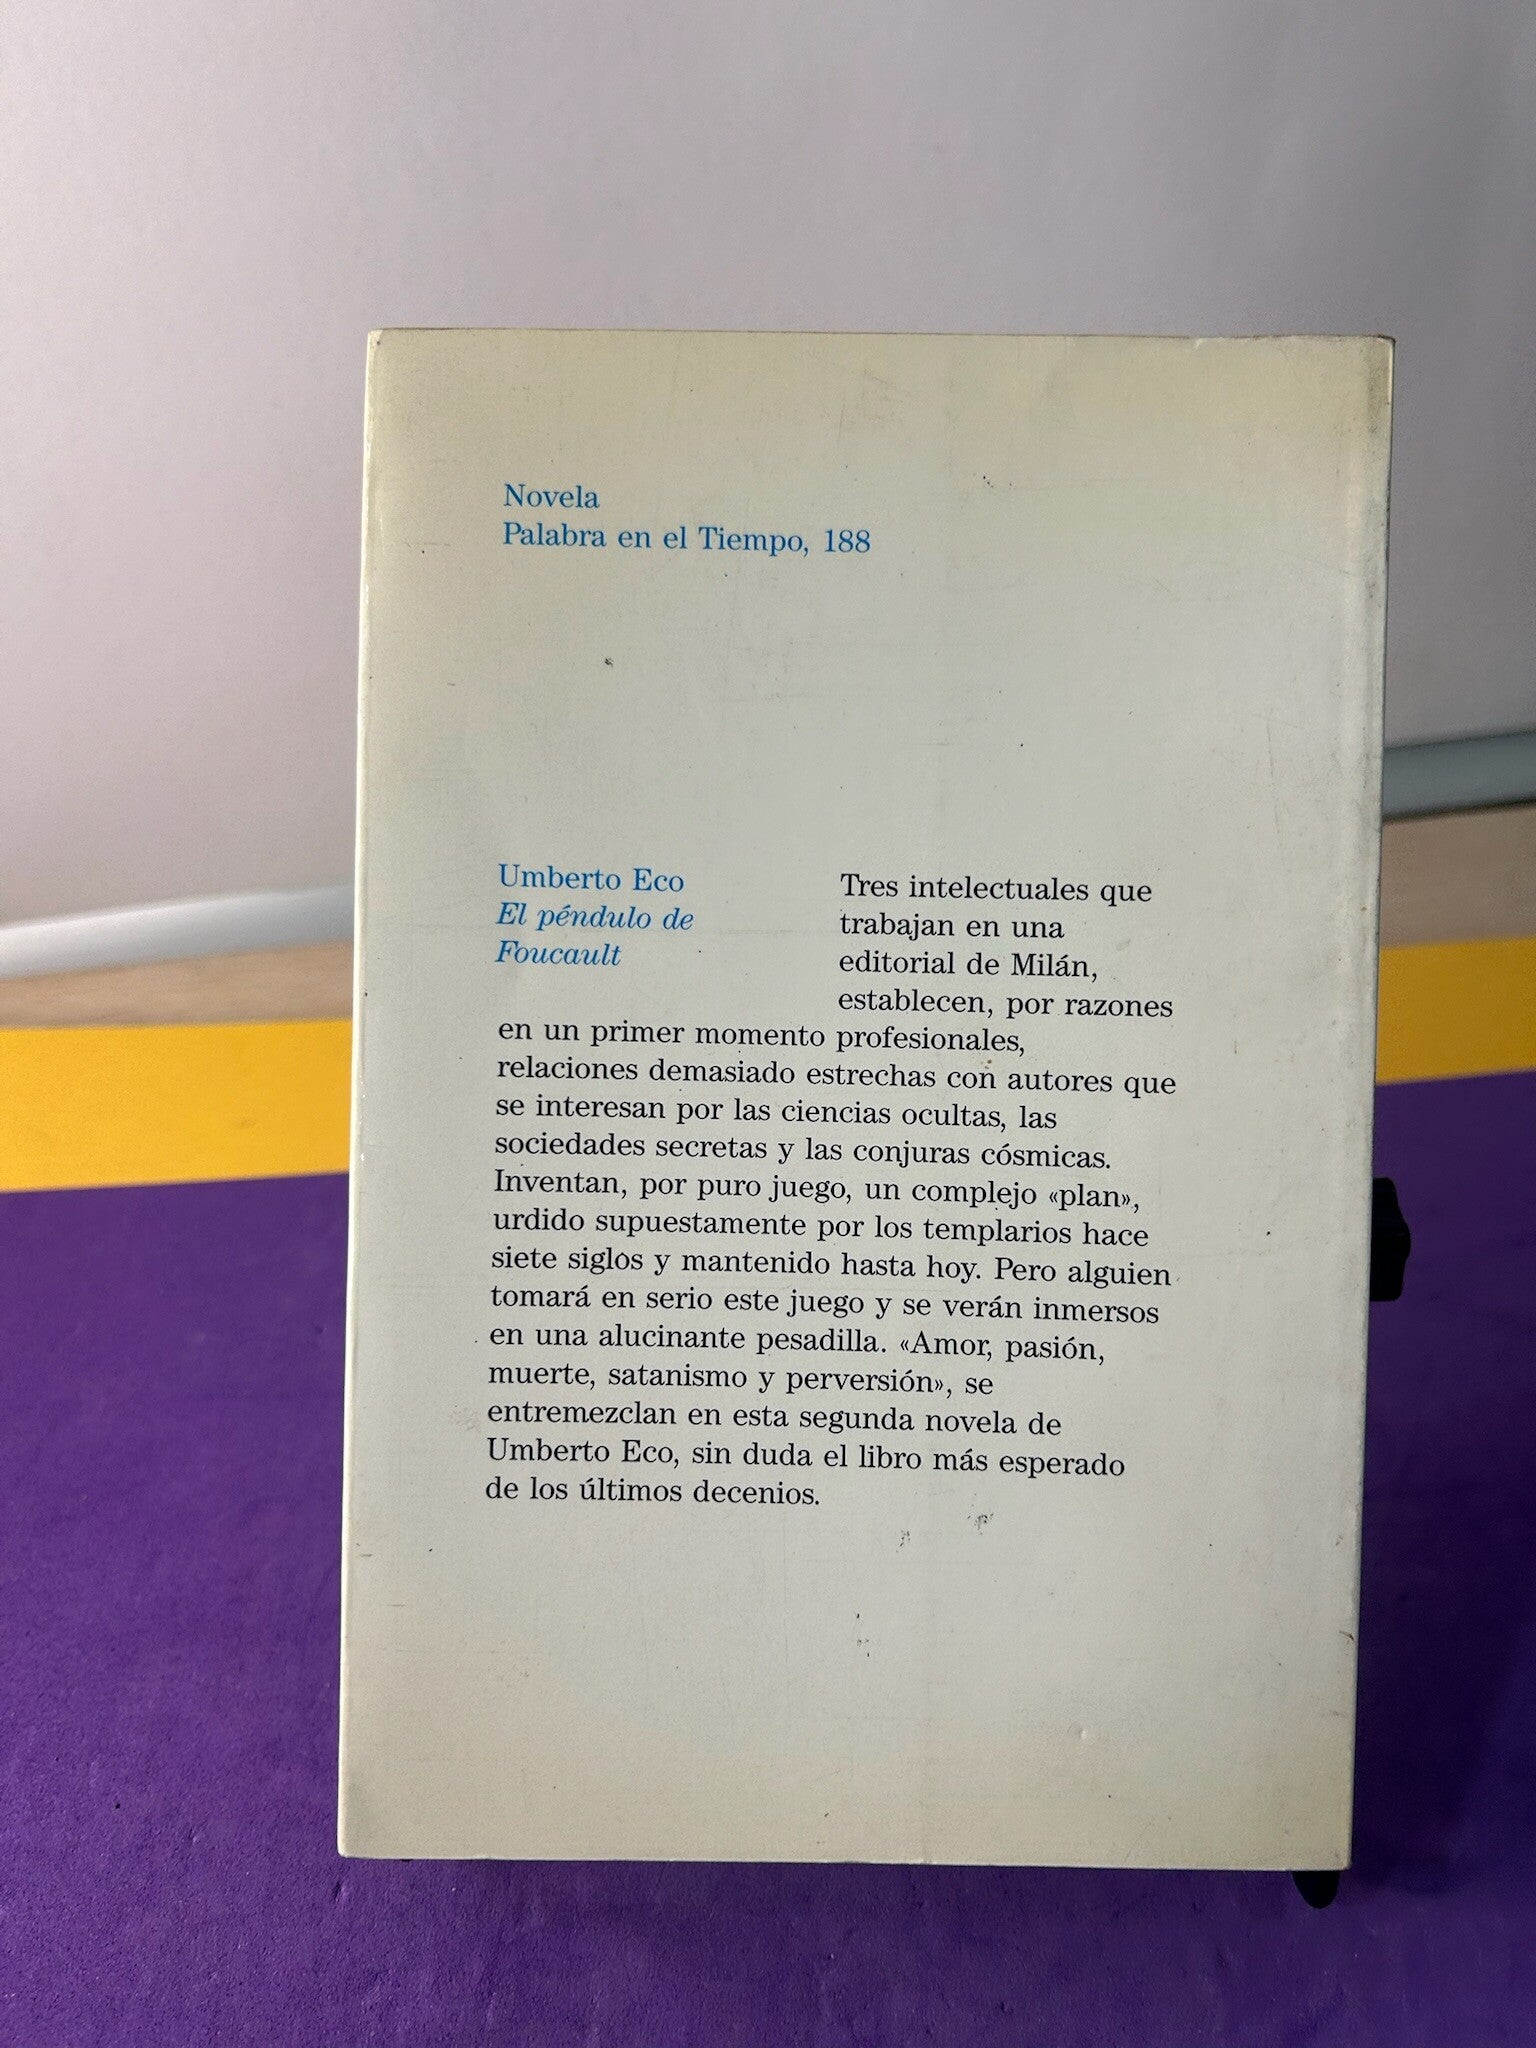 Novela
Palabra en el Tiempo, 188
Umberto Eco
El péndulo de
Foucault
Tres intelectuales que
trabajan en una
editorial de Milán,
establecen, por razones
en un primer momento profesionales,
relaciones demasiado estrechas con autores que
se interesan por las ciencias ocultas, las
sociedades secretas y las conjuras cósmicas.
Inventan, por puro juego, un complejo «plan»,
urdido supuestamente por los templarios hace
siete siglos y mantenido hasta hoy. Pero alguien
tomará en serio este juego y se verán inmersos
en una alucinante pesadilla. «Amor, pasión,
muerte, satanismo y perversión», se
entremezclan en esta segunda novela de
Umberto Eco, sin duda el libro más esperado
de los últimos decenios.